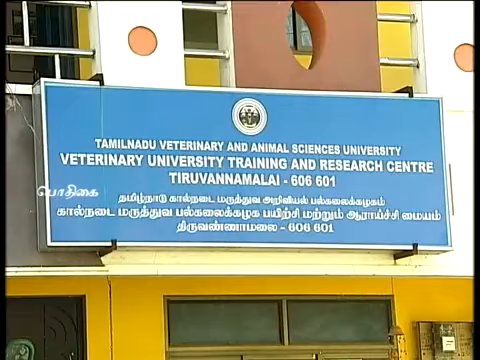 TAMILNADU VETERINARY AND ANIMAL SCIENCES UNIVERSITY
VETERINARY UNIVERSITY TRAINING AND RESEARCH CENTRE
TIRUVANNAMALAI - 606 601
பொதிகை
தமிழ்நாடு கால்நடை மருத்துவ அறிவியல் பல்கலைக்கழகம்
கால்நடை மருத்துவ பல்கலைக்கழக பயிற்சி மற்றும் ஆராய்ச்சி மையம்
திருவண்ணாமலை - 606 601